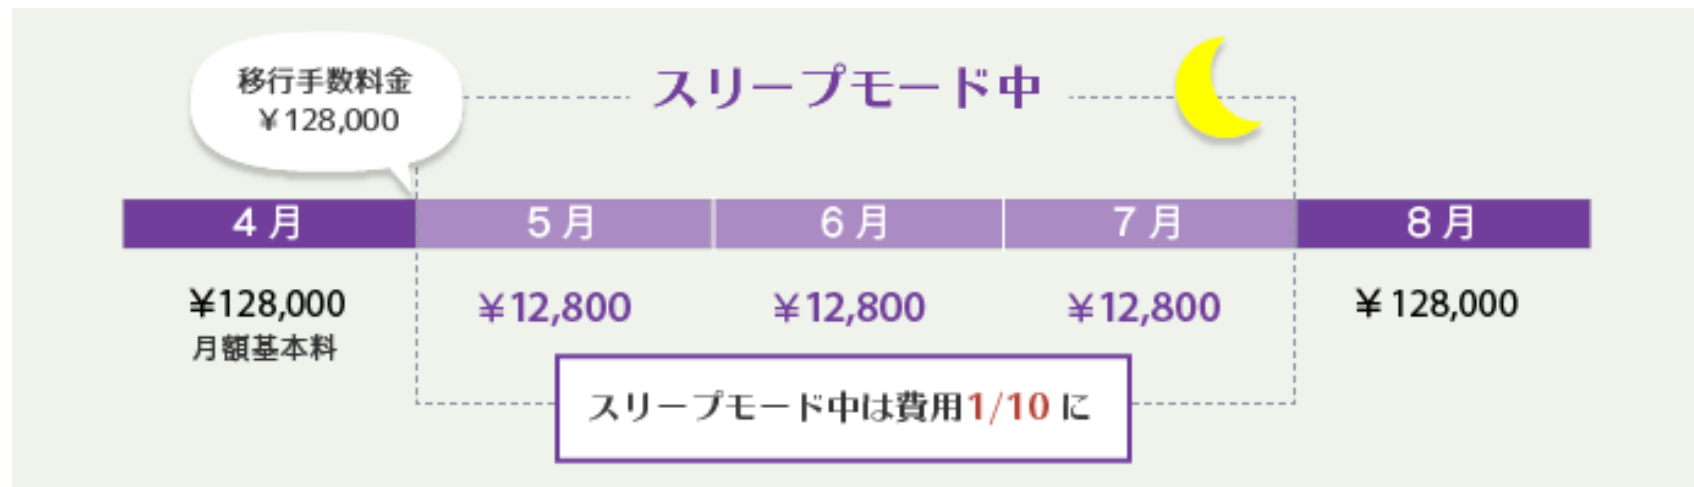 移行手数料金
￥128,000
スリープモード中
4月
5月
6月
7月
8月
¥128,000
月額基本料
￥12,800
￥12,800
￥12,800
￥128,000
スリープモード中は費用1/10に